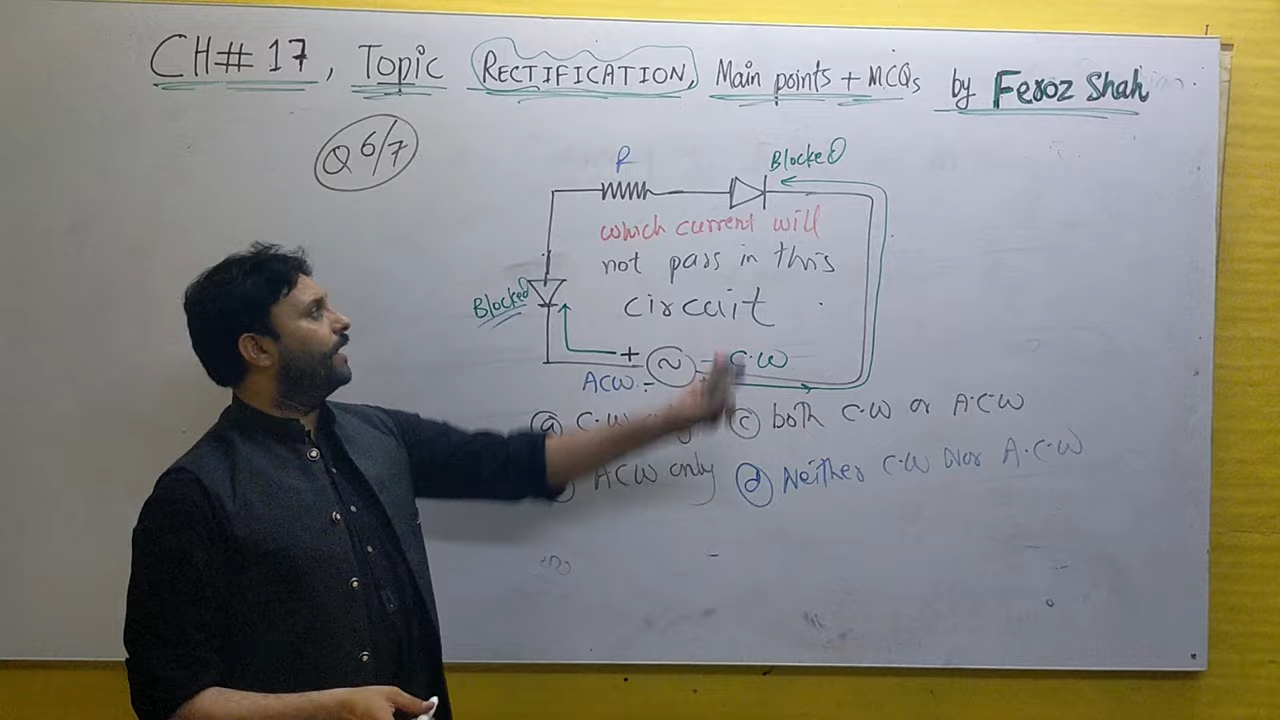 CH# 17, Topic RECTIFICATION, Main points + MCQs by Feroz Shah
Q 6/7
R
Blocked
which current will
not pass in this
Blocked
circuit
+ ~ - C.W
ACW. -
ⓐ C.W ⓒ both C.W or A.C.W
ACW only ⓓ Neither C.W Nor A.C.W